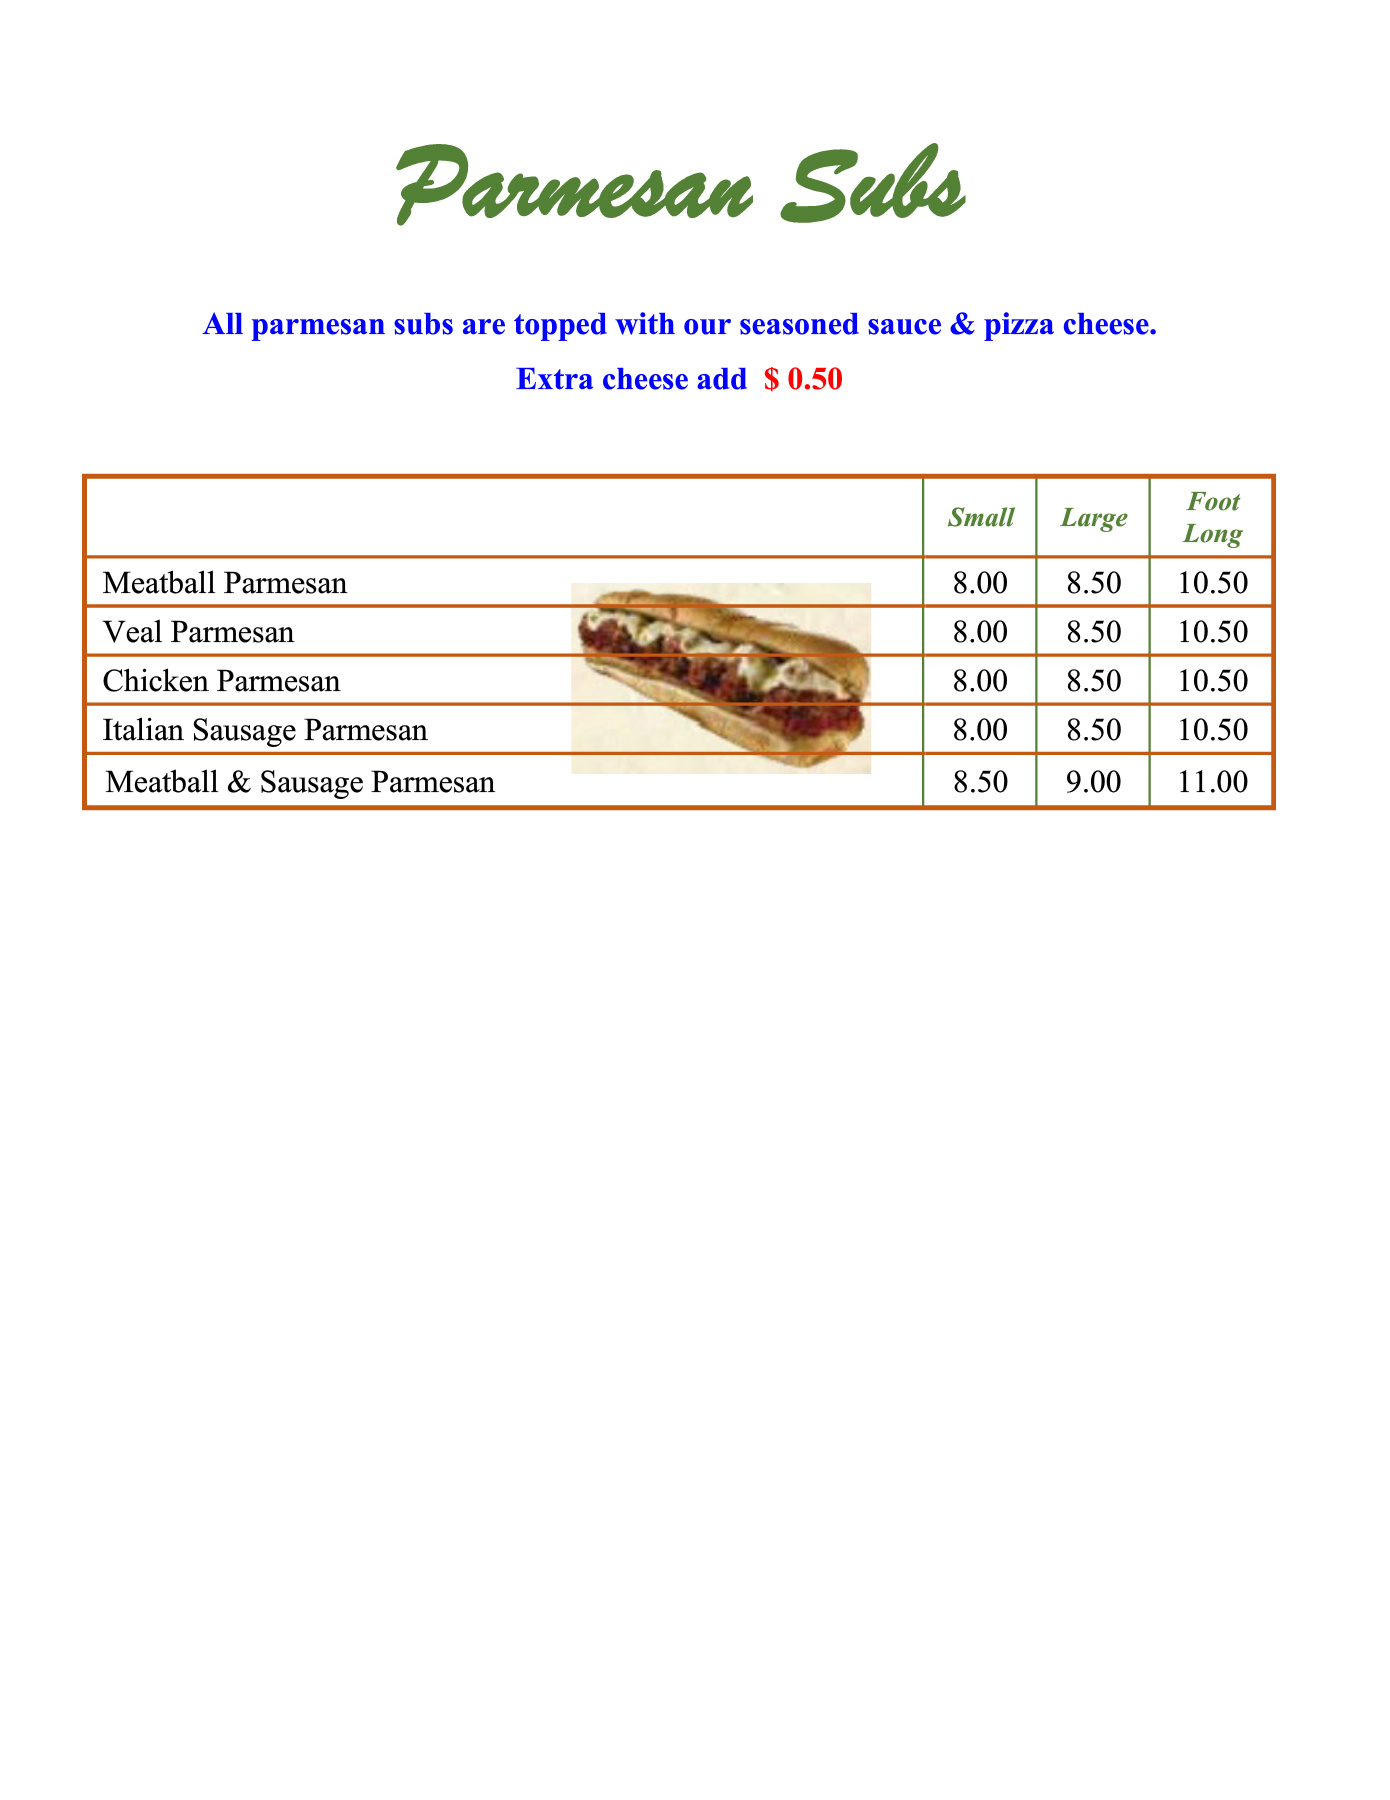 Parmesan Subs
All parmesan subs are topped with our seasoned sauce & pizza cheese.
Extra cheese add $ 0.50
Small Large Foot Long
Meatball Parmesan 8.00 8.50 10.50
Veal Parmesan 8.00 8.50 10.50
Chicken Parmesan 8.00 8.50 10.50
Italian Sausage Parmesan 8.00 8.50 10.50
Meatball & Sausage Parmesan 8.50 9.00 11.00